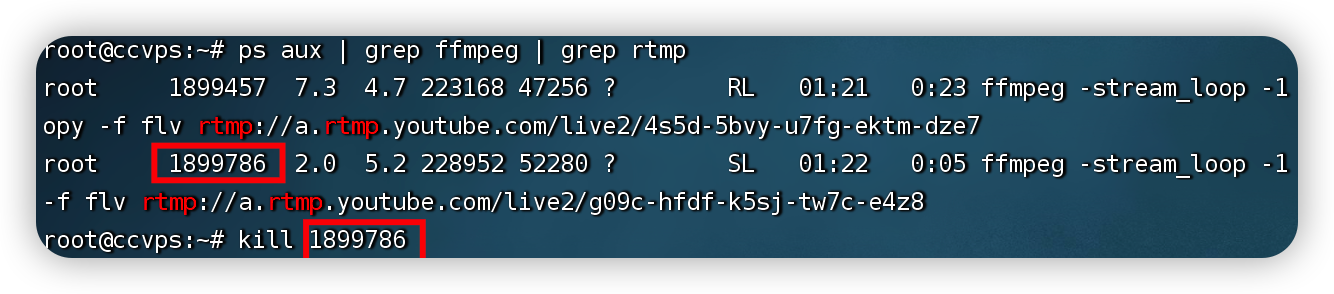 root@ccvps:~# ps aux | grep ffmpeg | grep rtmp
root     1899457  7.3  4.7 223168 47256 ?        RL   01:21   0:23 ffmpeg -stream_loop -1
opy -f flv rtmp://a.rtmp.youtube.com/live2/4s5d-5bvy-u7fg-ektm-dze7
root     1899786  2.0  5.2 228952 52280 ?        SL   01:22   0:05 ffmpeg -stream_loop -1
-f flv rtmp://a.rtmp.youtube.com/live2/g09c-hfdf-k5sj-tw7c-e4z8
root@ccvps:~# kill 1899786